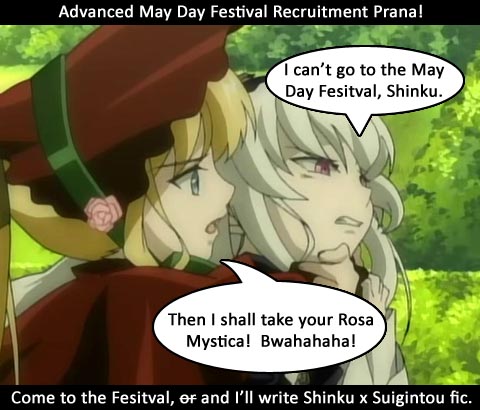 Advanced May Day Festival Recruitment Prana!
I can't go to the May
Day Fesitval, Shinku.
Then I shall take your Rosa
Mystica!  Bwahahaha!
Come to the Fesitval, or and I'll write Shinku x Suigintou fic.